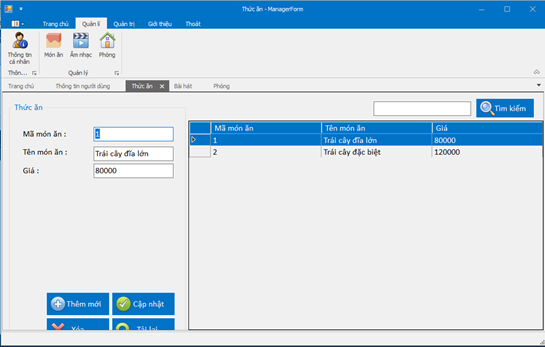 Thức ăn - ManagerForm
Trang chủ Quản lí Quản trị Giới thiệu Thoát
Thông tin cá nhân Món ăn Âm nhạc Phòng
Thôn... Quản lý
Trang chủ Thông tin người dùng Thức ăn Bài hát Phòng
Thức ăn
Tìm kiếm
Mã món ăn : 1
Tên món ăn : Trái cây đĩa lớn
Giá : 80000
Mã món ăn Tên món ăn Giá
1 Trái cây đĩa lớn 80000
2 Trái cây đặc biệt 120000
Thêm mới Cập nhật
Xóa Tải lại